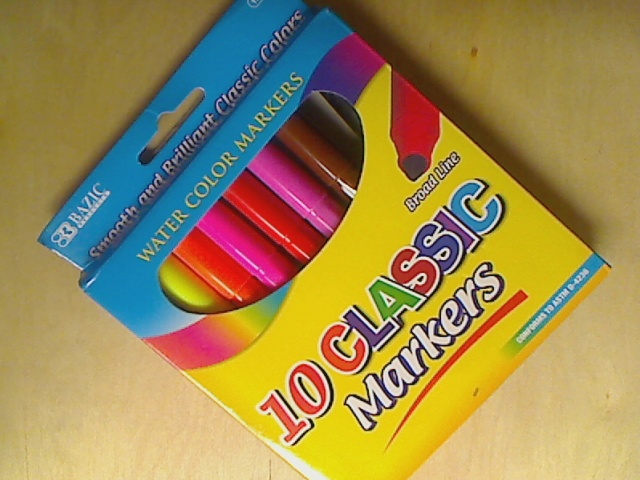 BAZIC
Smooth and Brilliant Classic Colors
WATER COLOR MARKERS
Broad Line
10 CLASSIC
Markers
CONFORMS TO ASTM D-4236